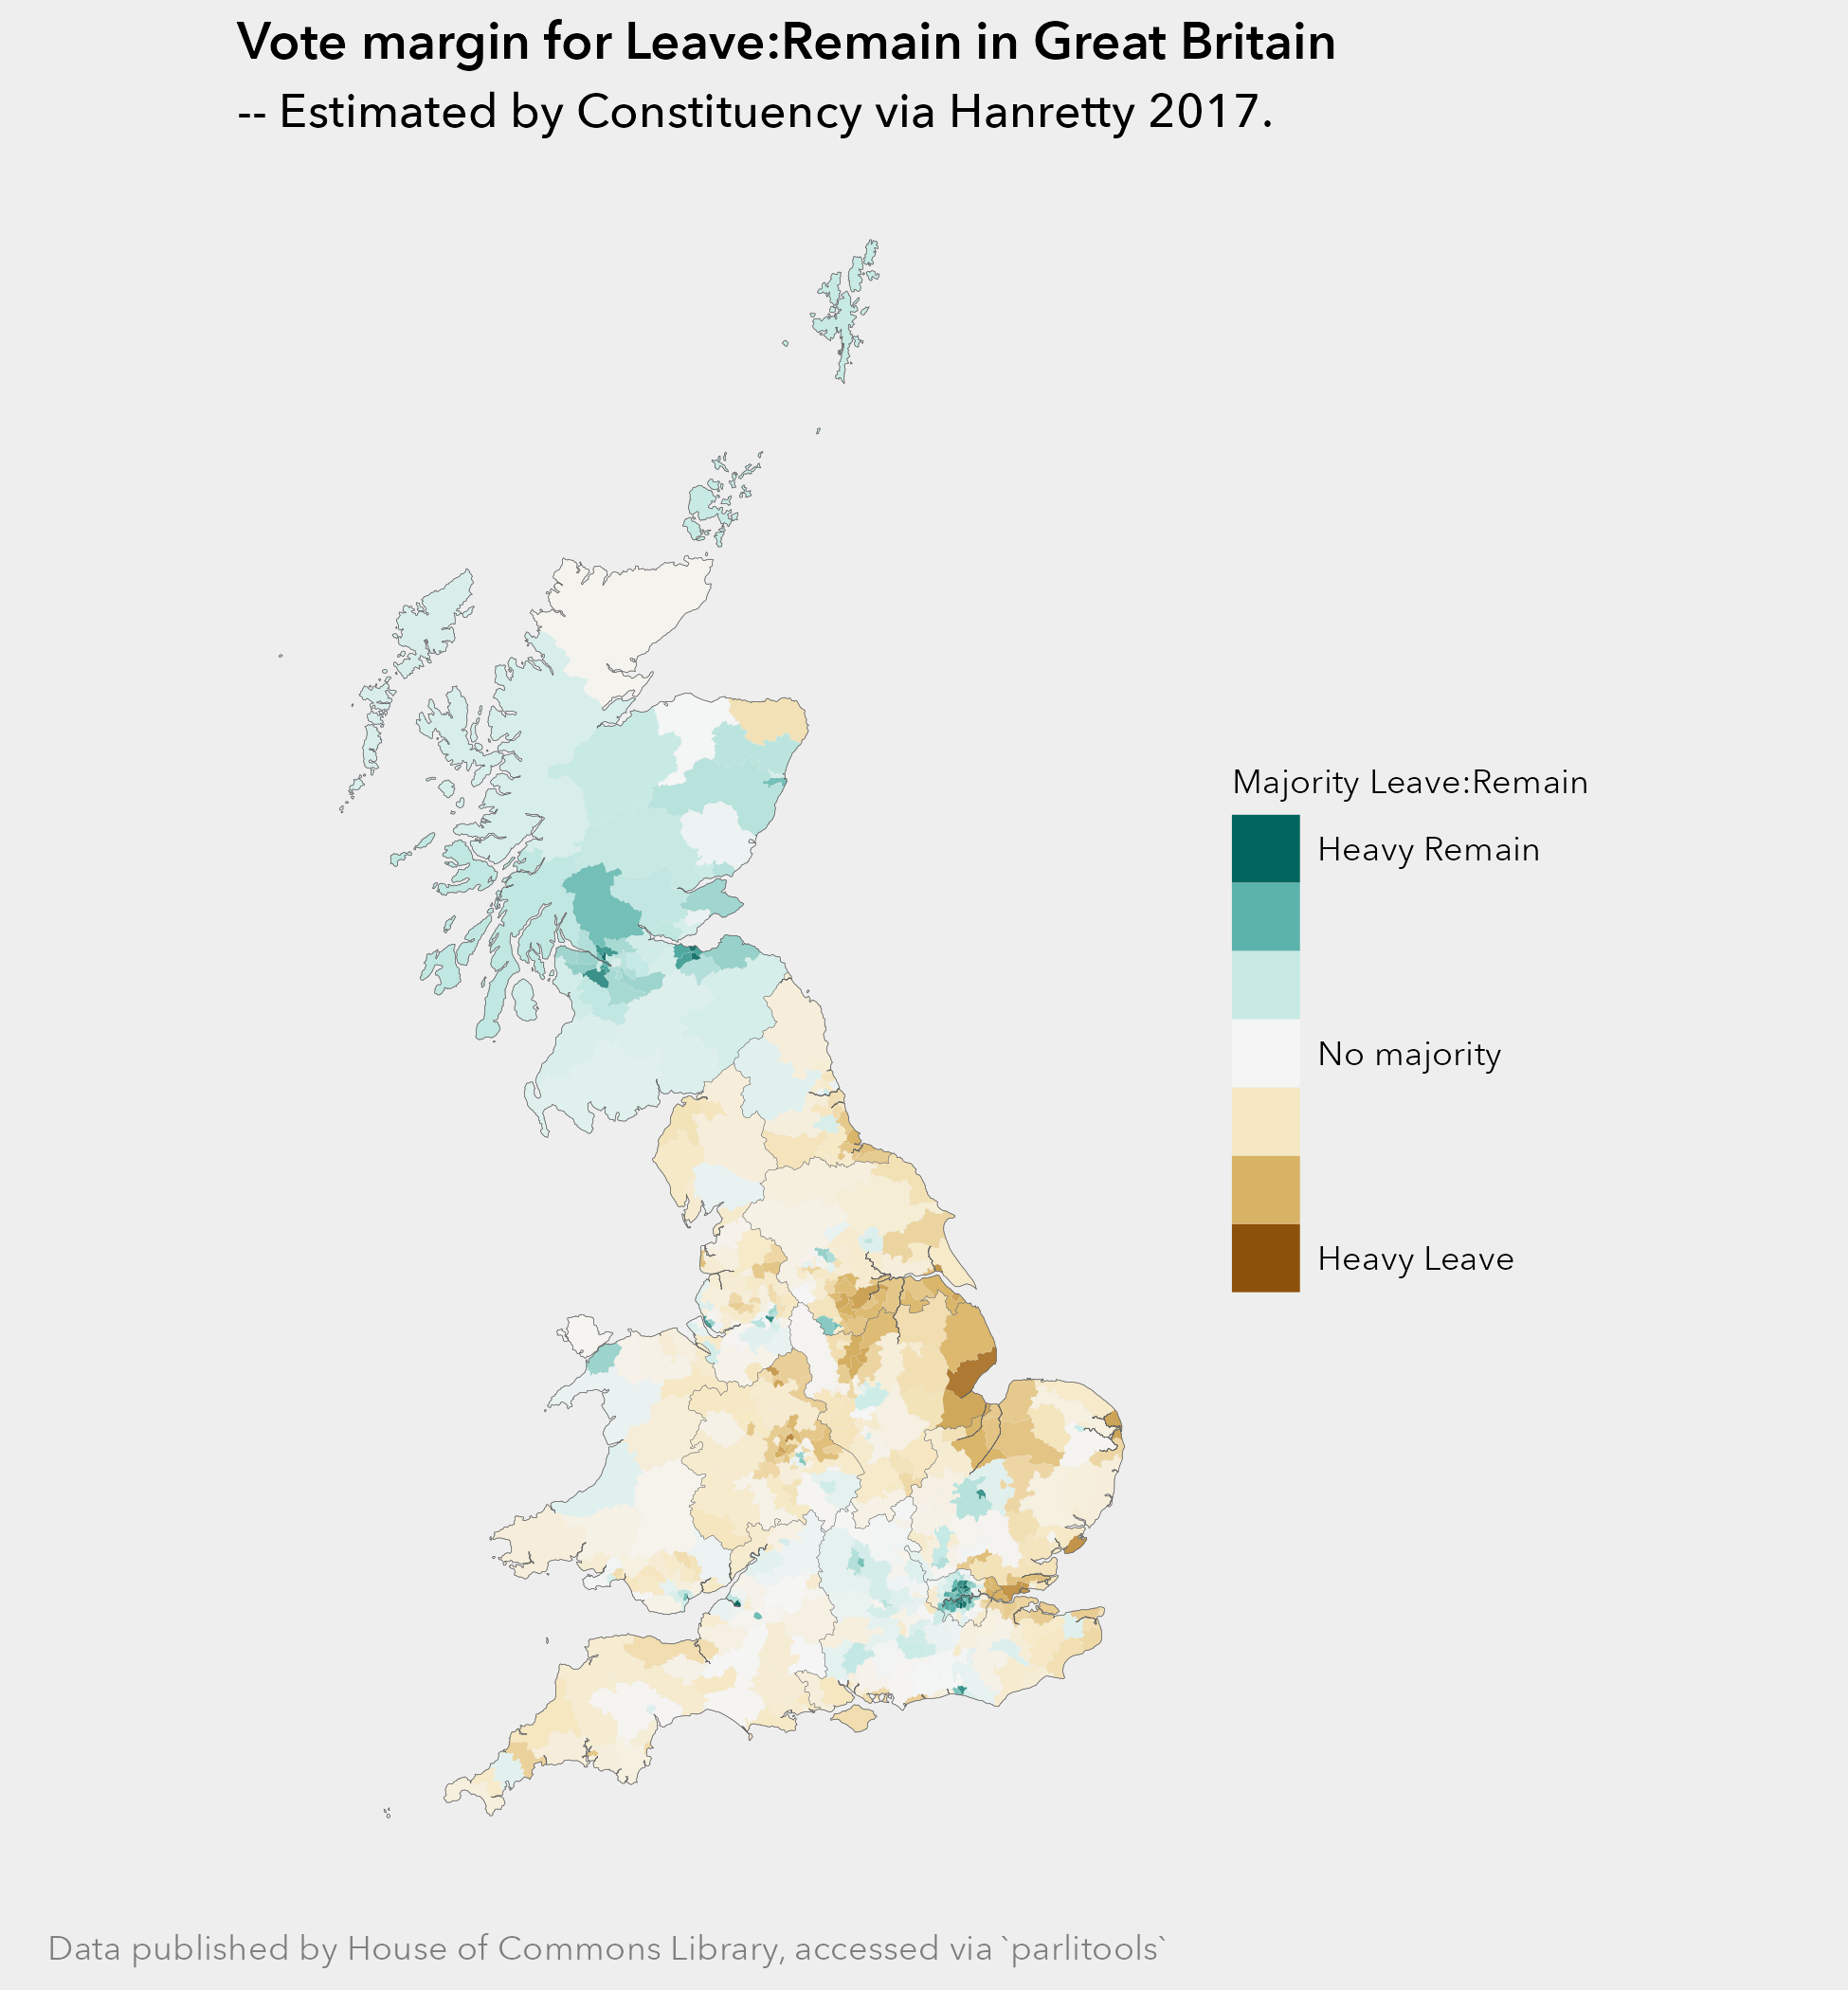 Vote margin for Leave:Remain in Great Britain
-- Estimated by Constituency via Hanretty 2017.
Majority Leave:Remain
Heavy Remain
No majority
Heavy Leave
Data published by House of Commons Library, accessed via `parlitools`